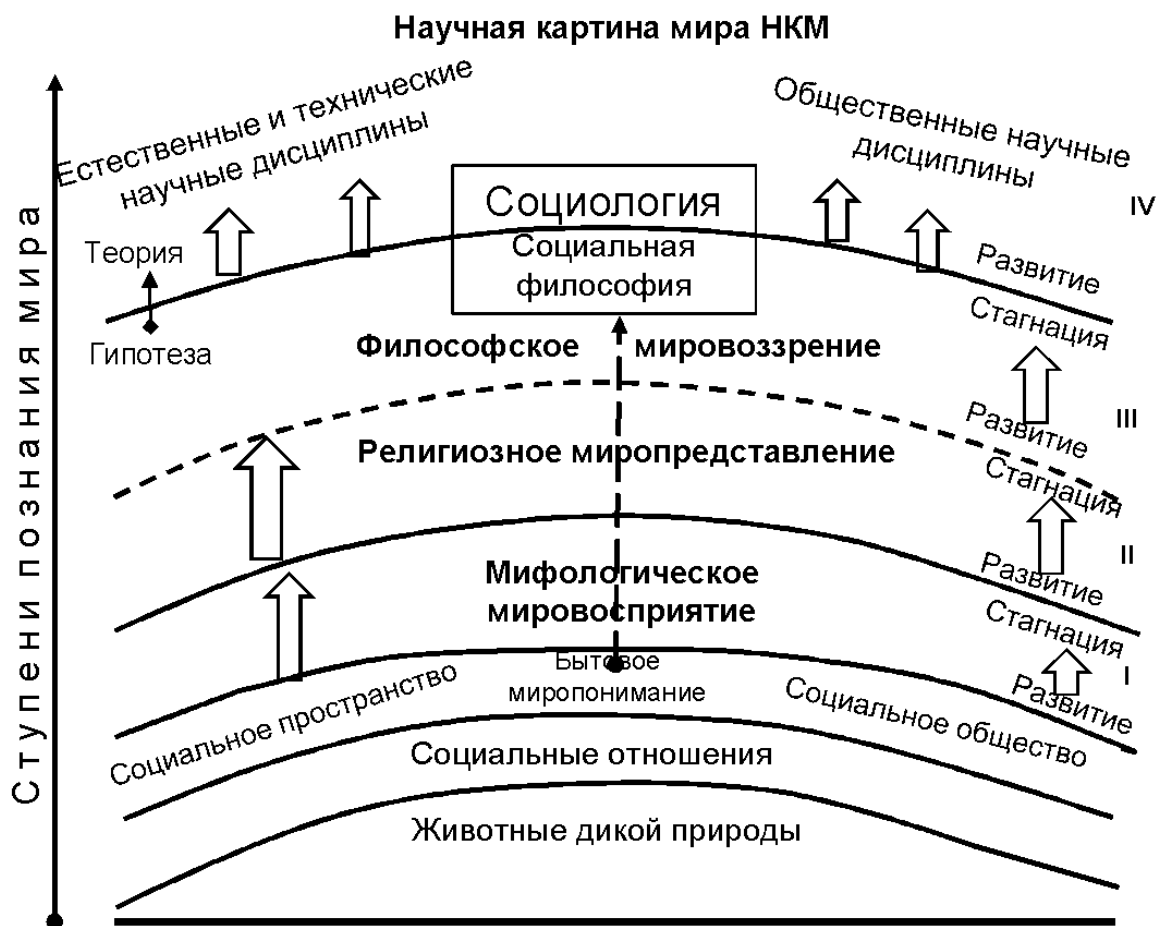 Научная картина мира НКМ
Ступени познания мира
Естественные и технические
научные дисциплины
Общественные научные
дисциплины
IV
Социология
Социальная
философия
Теория
Гипотеза
Развитие
Стагнация
Философское мировоззрение
III
Развитие
Религиозное миропредставление
Стагнация
II
Мифологическое
мировосприятие
Развитие
Стагнация
I
Бытовое
миропонимание
Развитие
Социальное пространство
Социальное общество
Социальные отношения
Животные дикой природы